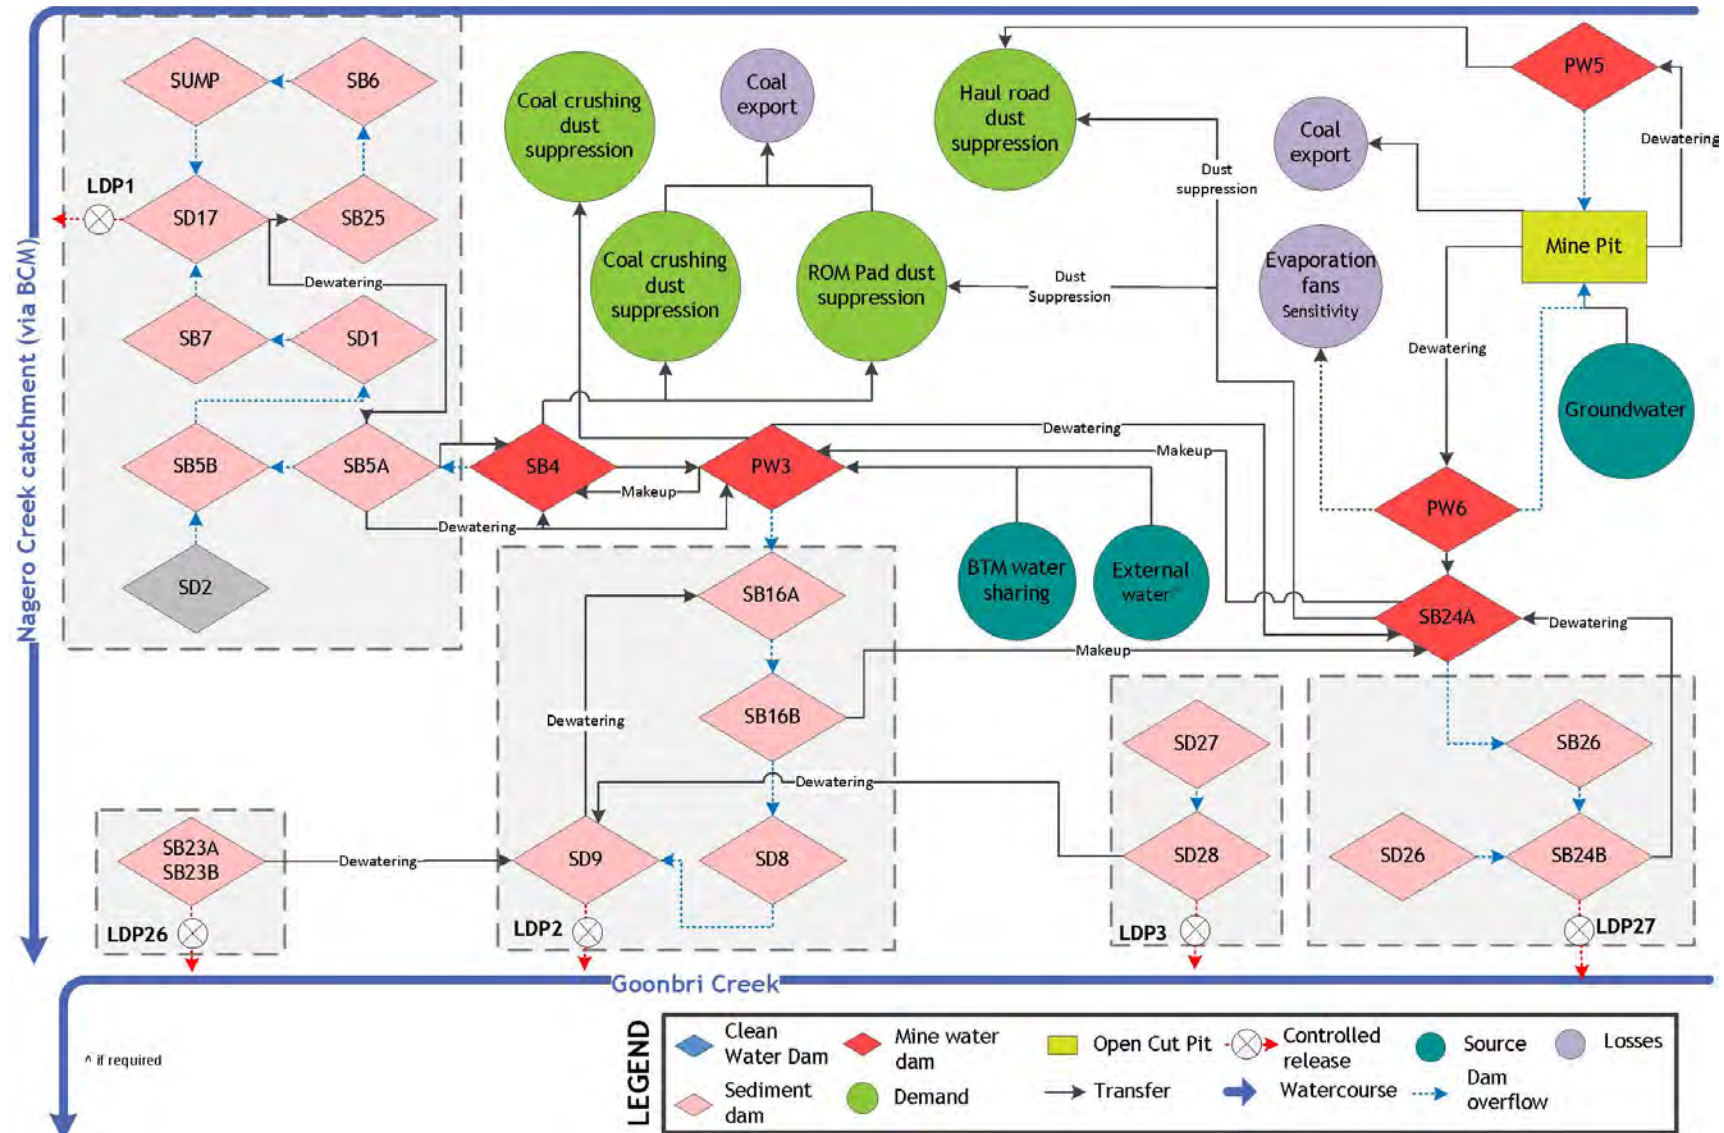 SUMP
SB6
LDP1
SD17
SB25
Dewatering
SB7
SD1
SB5B
SB5A
SD2
Nagero Creek catchment (via BCM)
Coal crushing
dust
suppression
Coal
export
Haul road
dust
suppression
PW5
Coal
export
Dewatering
Dust
suppression
Mine Pit
Coal crushing
dust
suppression
ROM Pad dust
suppression
Dust
Suppression
Evaporation
fans
Sensitivity
Dewatering
Groundwater
SB4
Makeup
PW3
Dewatering
Makeup
Dewatering
PW6
BTM water
sharing
External
water^
SB24A
Dewatering
SB16A
Makeup
SB16B
Dewatering
SD27
SB26
Dewatering
SB23A
SB23B
Dewatering
SD9
SD8
SD28
SD26
SB24B
LDP26
LDP2
LDP3
LDP27
Goonbri Creek
^ if required
LEGEND
Clean
Water Dam
Mine water
dam
Open Cut Pit
Controlled
release
Source
Losses
Sediment
dam
Demand
Transfer
Watercourse
Dam
overflow